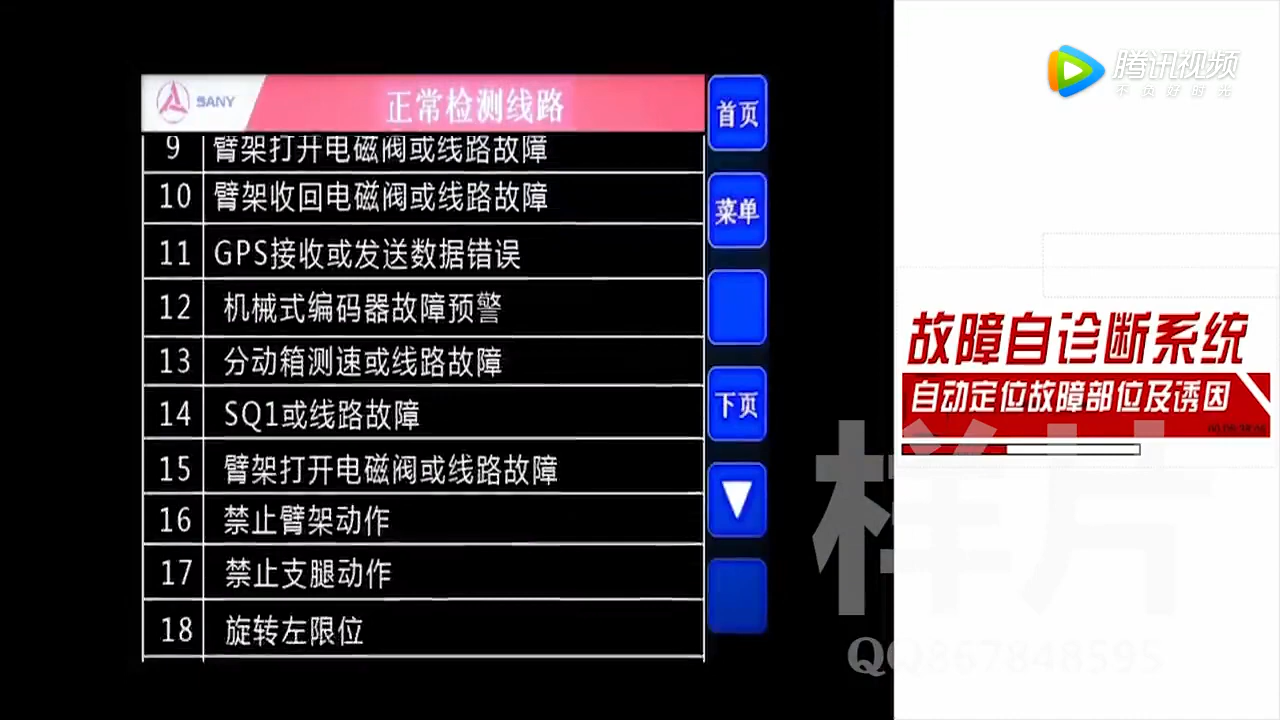 SANY
正常检测线路
9 臂架打开电磁阀或线路故障
10 臂架收回电磁阀或线路故障
11 GPS接收或发送数据错误
12 机械式编码器故障预警
13 分动箱测速或线路故障
14 SQ1或线路故障
15 臂架打开电磁阀或线路故障
16 禁止臂架动作
17 禁止支腿动作
18 旋转左限位
首页
菜单
下页
腾讯视频
不负好时光
故障自诊断系统
自动定位故障部位及诱因
样片
QQ867848595